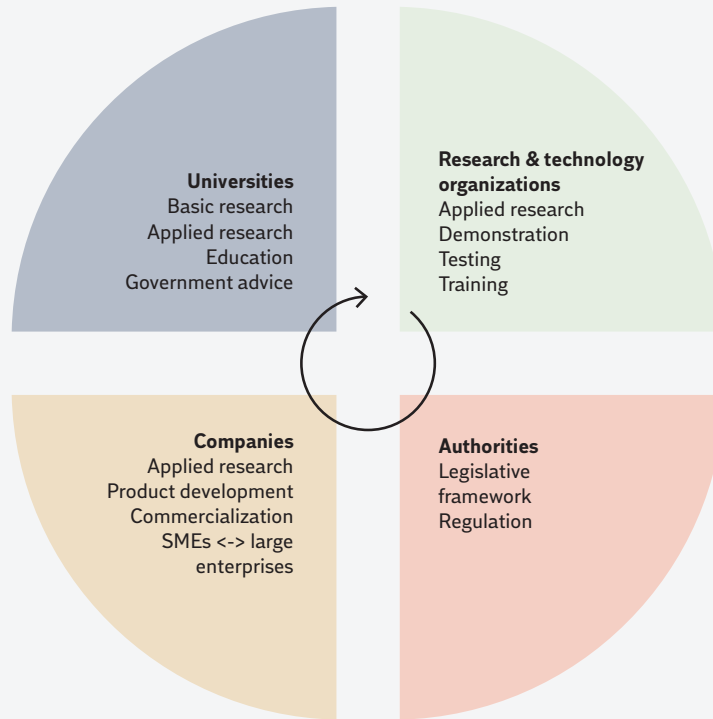 Universities
Basic research
Applied research
Education
Government advice
Research & technology
organizations
Applied research
Demonstration
Testing
Training
Companies
Applied research
Product development
Commercialization
SMEs <-> large
enterprises
Authorities
Legislative
framework
Regulation